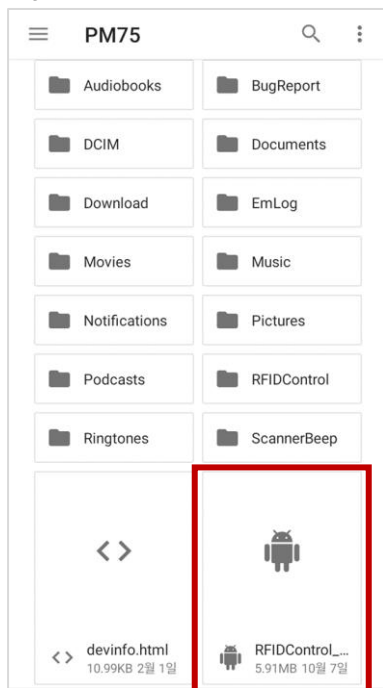 PM75
Audiobooks
BugReport
DCIM
Documents
Download
EmLog
Movies
Music
Notifications
Pictures
Podcasts
RFIDControl
Ringtones
ScannerBeep
devinfo.html
10.99KB 2월 1일
RFIDControl_...
5.91MB 10월 7일